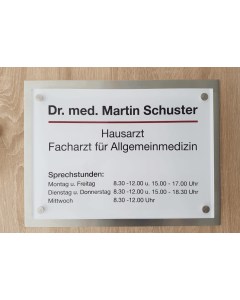 Dr. med. Martin Schuster
Hausarzt
Facharzt für Allgemeinmedizin
Sprechstunden:
Montag u. Freitag 8.30 -12.00 u. 15.00 - 17.00 Uhr
Dienstag u. Donnerstag 8.30 -12.00 u. 15.00 - 18.30 Uhr
Mittwoch 8.30 -12.00 Uhr